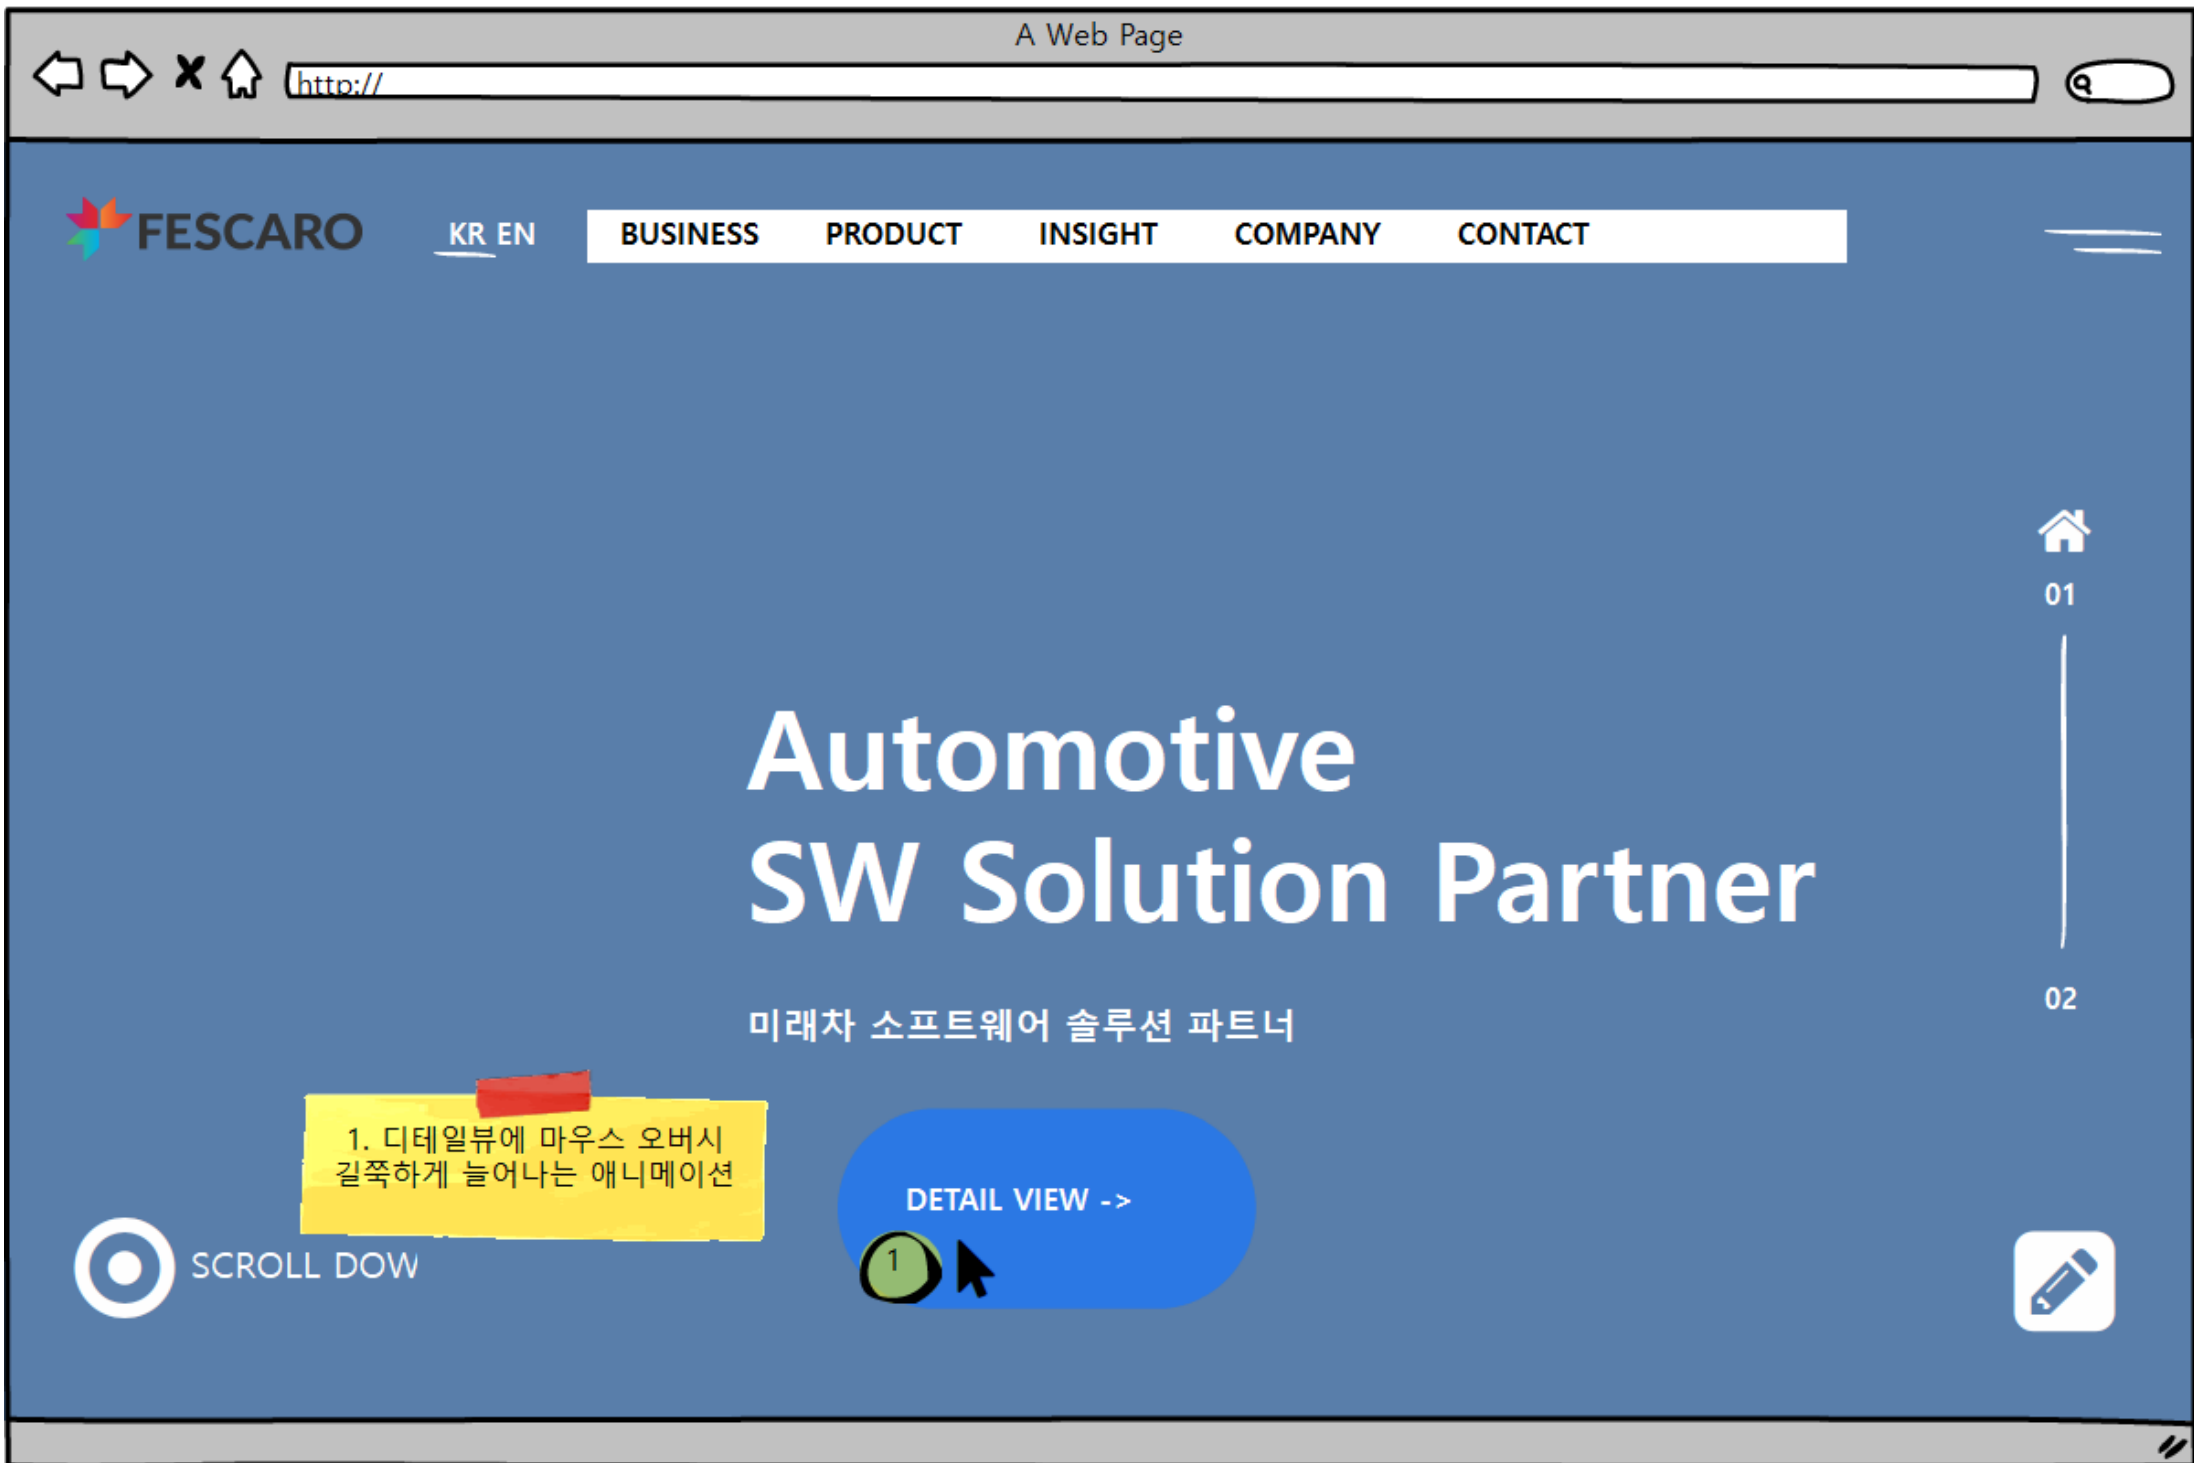 A Web Page
http://
FESCARO
KR EN
BUSINESS PRODUCT INSIGHT COMPANY CONTACT
01
Automotive
SW Solution Partner
02
미래차 소프트웨어 솔루션 파트너
1. 디테일뷰에 마우스 오버시
길쭉하게 늘어나는 애니메이션
DETAIL VIEW ->
1
SCROLL DOW